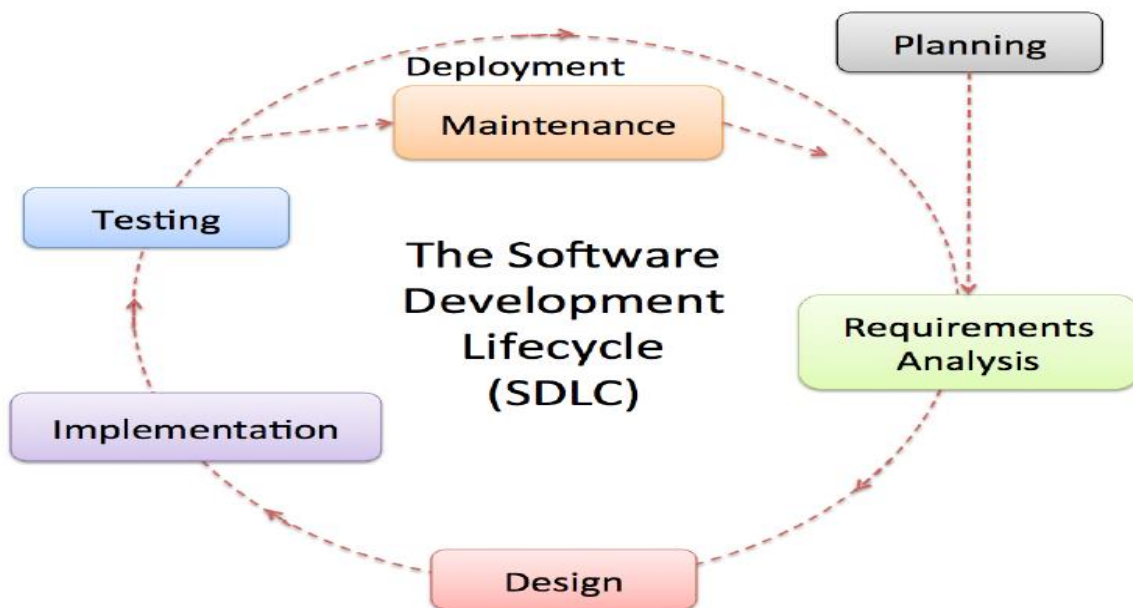 Planning
Deployment
Maintenance
Testing
The Software
Development
Lifecycle
(SDLC)
Requirements
Analysis
Implementation
Design